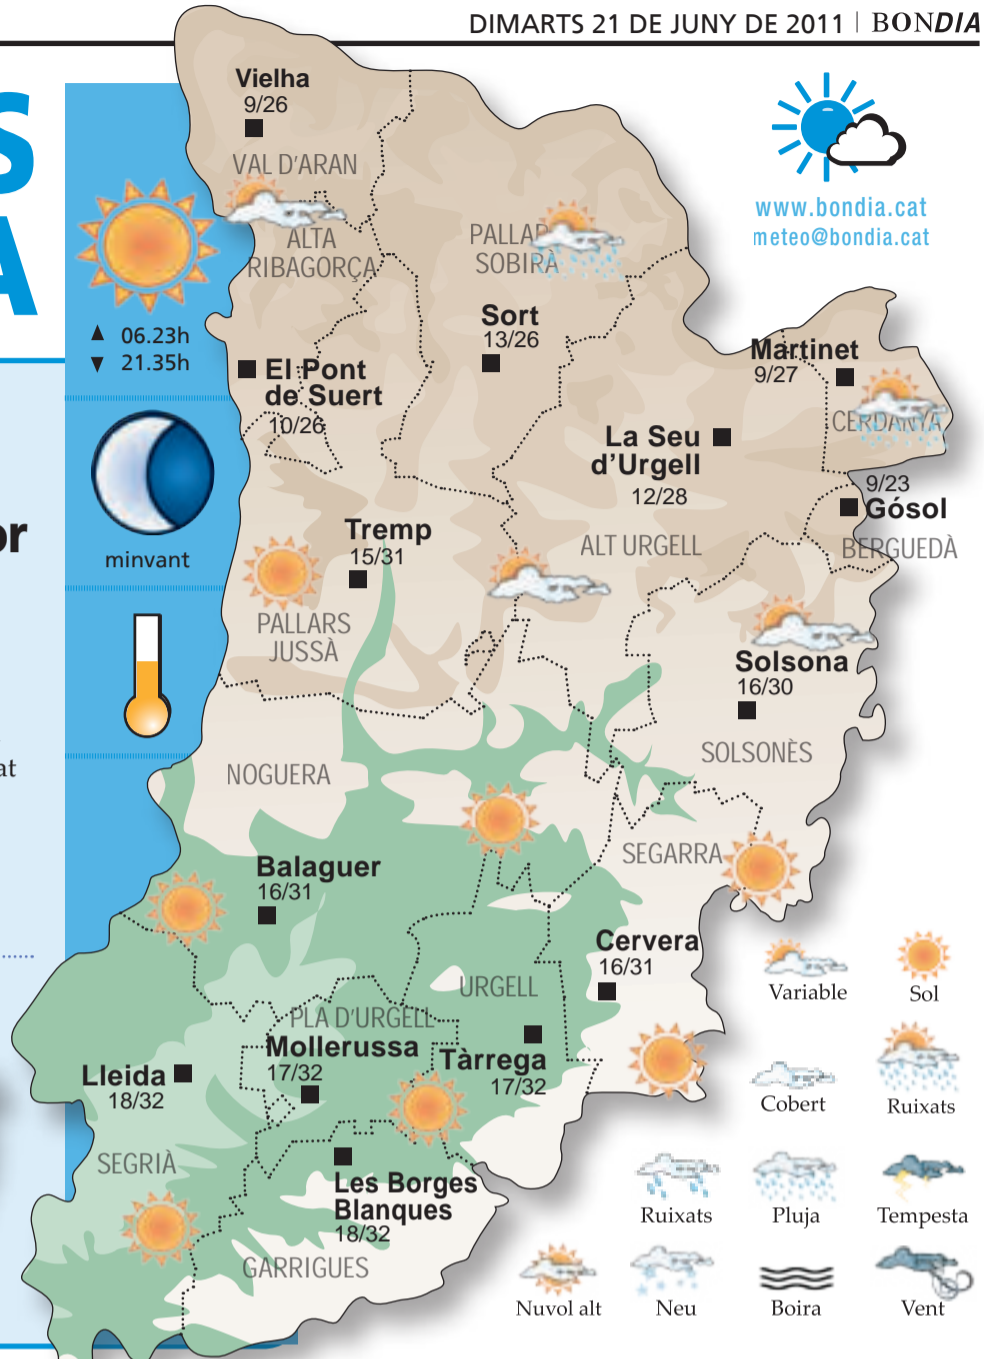 DIMARTS 21 DE JUNY DE 2011 | BONDIA
S
A
www.bondia.cat
meteo@bondia.cat
Vielha
9/26
VAL D'ARAN
ALTA
RIBAGORÇA
PALLAR
SOBIRÀ
▲ 06.23h
▼ 21.35h
Sort
13/26
El Pont
de Suert
10/26
Martinet
9/27
CERDANYA
La Seu
d'Urgell
12/28
9/23
Gósol
BERGUEDÀ
or
minvant
Tremp
15/31
ALT URGELL
PALLARS
JUSSÀ
Solsona
16/30
SOLSONÈS
at
NOGUERA
SEGARRA
Balaguer
16/31
Cervera
16/31
URGELL
PLA D'URGELL
Mollerussa
17/32
Tàrrega
17/32
Lleida
18/32
SEGRIÀ
Les Borges
Blanques
18/32
GARRIGUES
Variable
Sol
Cobert
Ruixats
Ruixats
Pluja
Tempesta
Nuvol alt
Neu
Boira
Vent